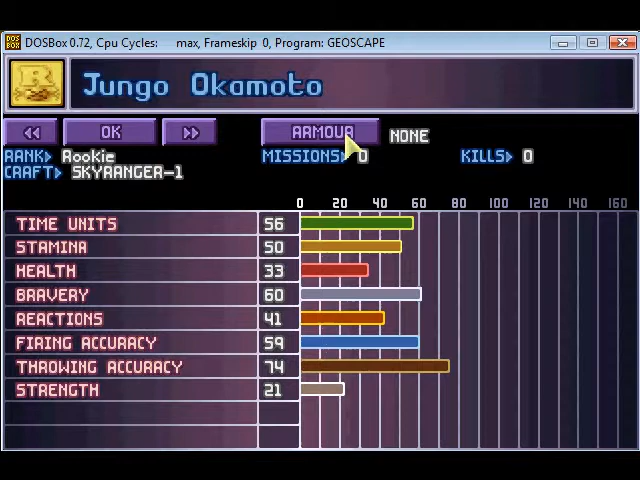 DOSBox 0.72, Cpu Cycles: max, Frameskip 0, Program: GEOSCAPE
R
Jungo Okamoto
<< OK >> ARMOUR NONE
RANK> Rookie MISSIONS> 0 KILLS> 0
CRAFT> SKYRANGER-1
0 20 40 60 80 100 120 140 160
TIME UNITS 56
STAMINA 50
HEALTH 33
BRAVERY 60
REACTIONS 41
FIRING ACCURACY 59
THROWING ACCURACY 74
STRENGTH 21